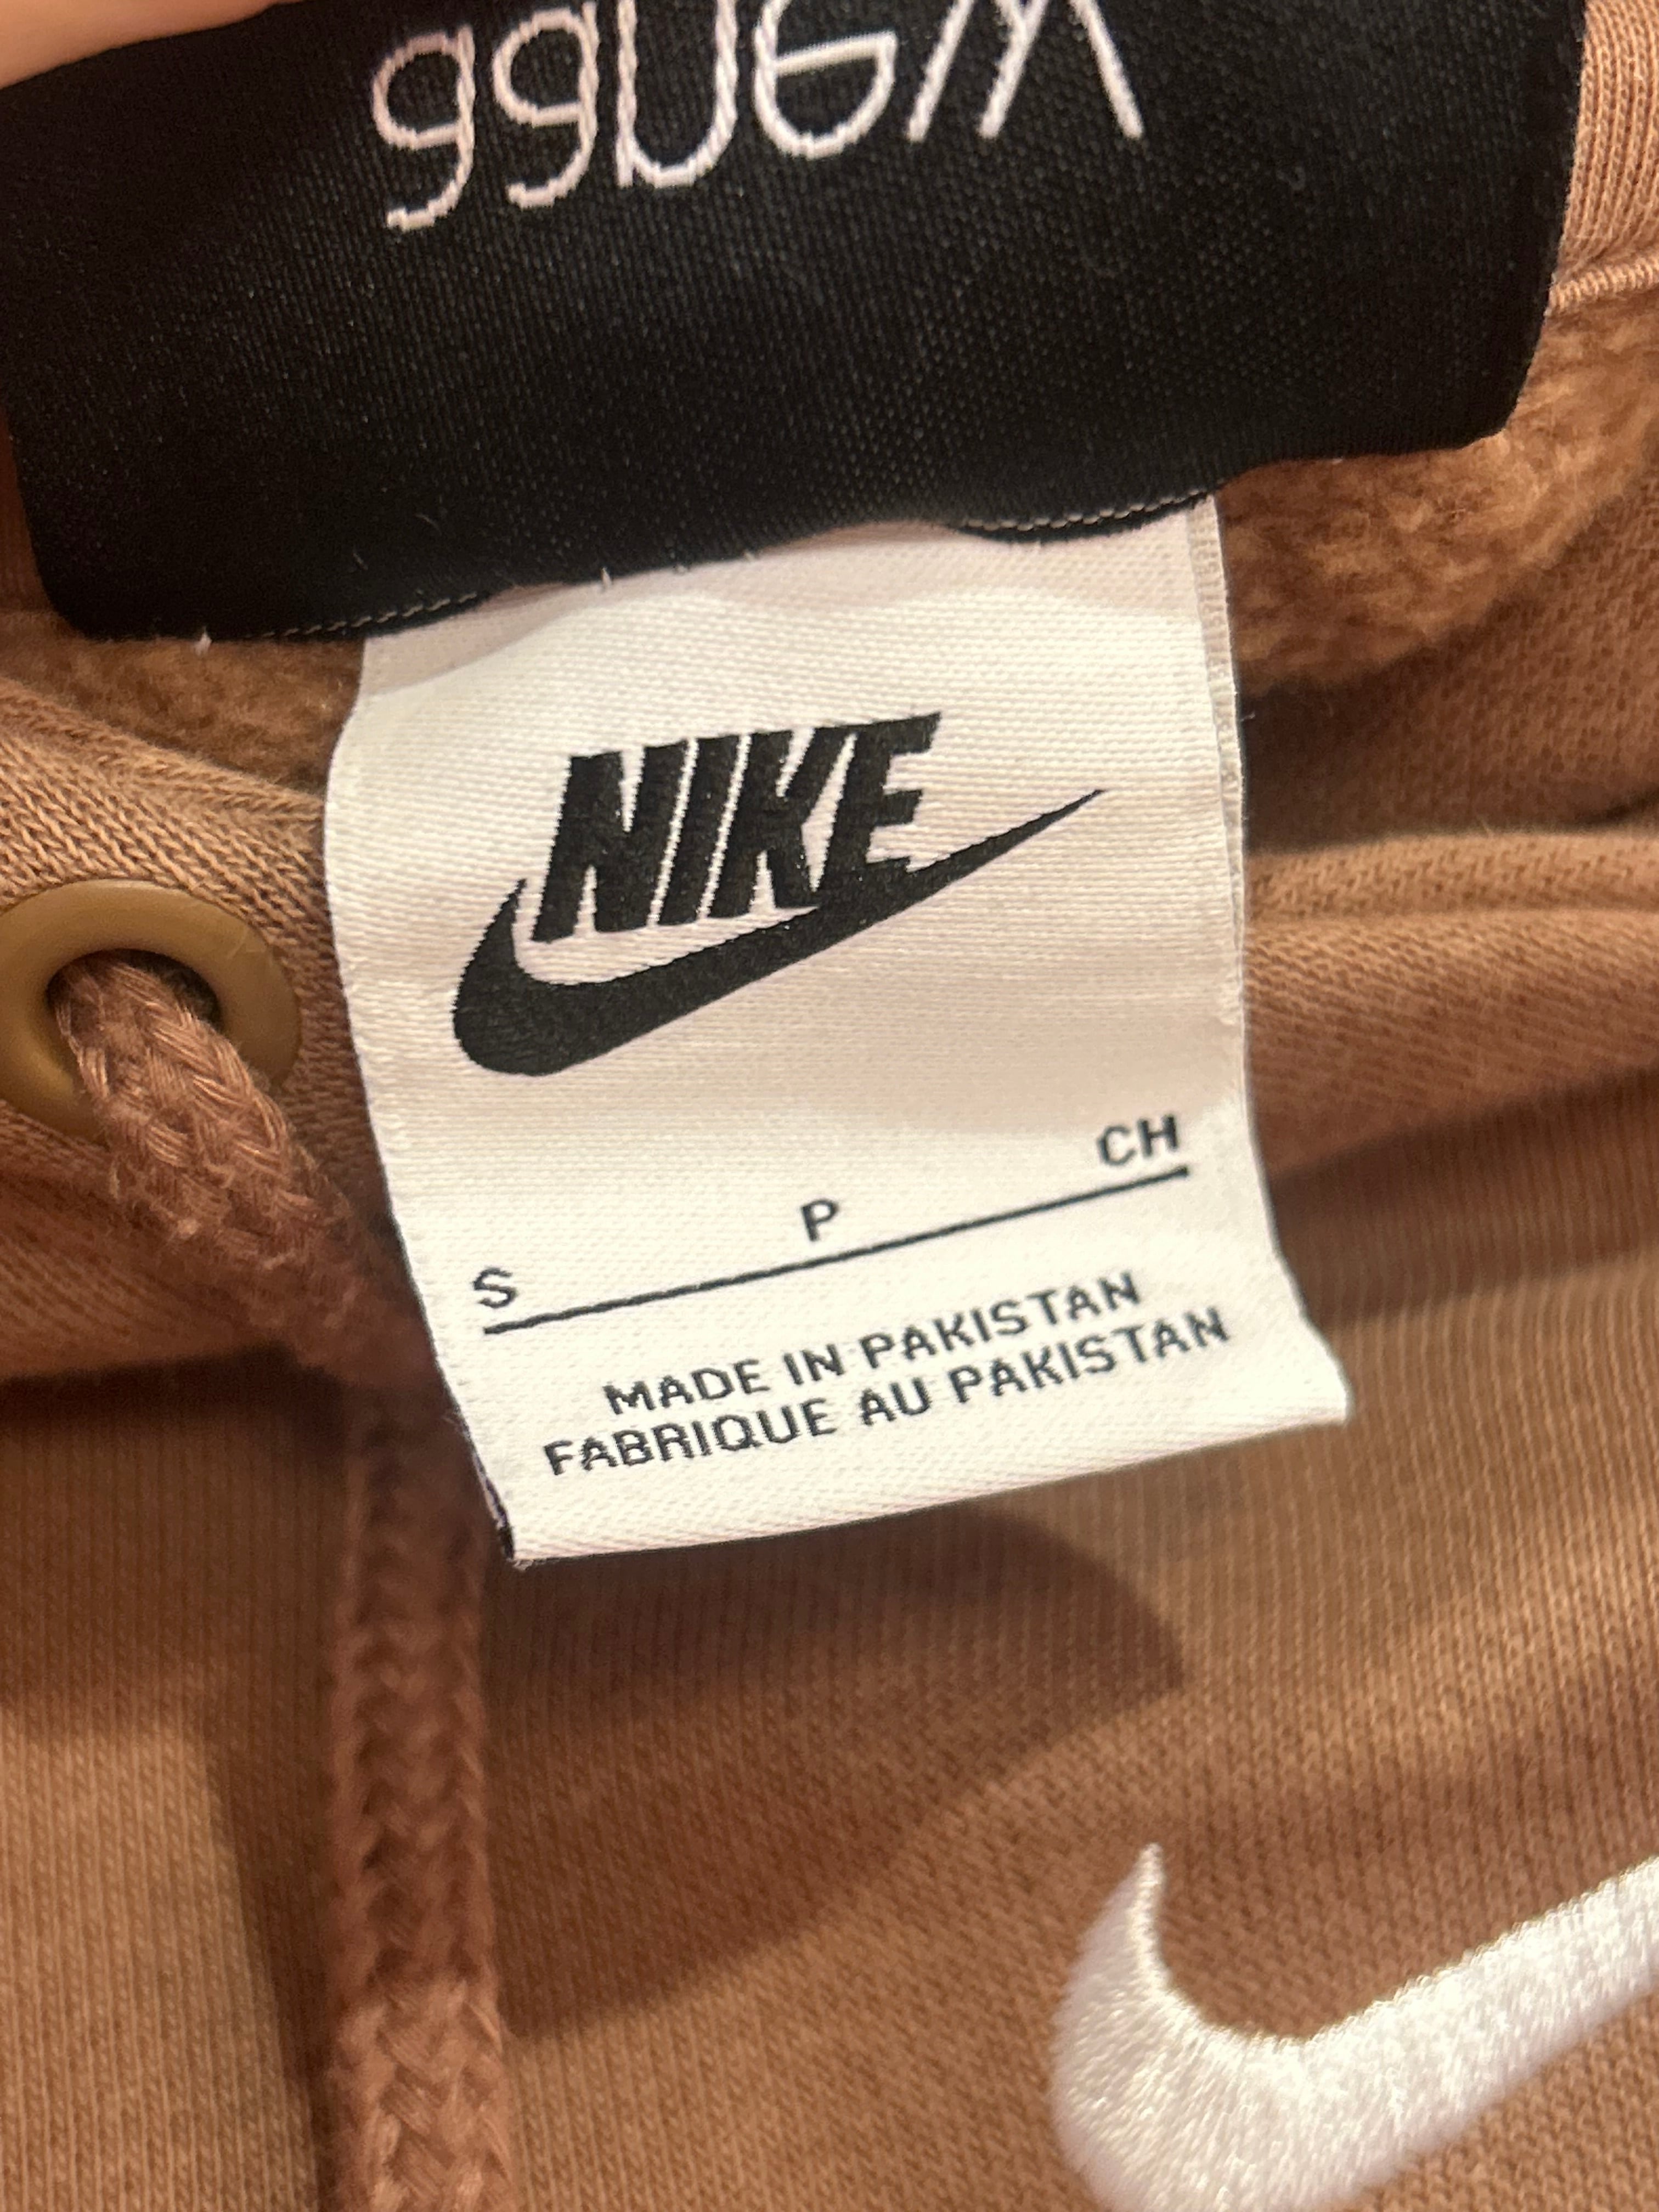 NIKE
S P CH
MADE IN PAKISTAN
FABRIQUE AU PAKISTAN